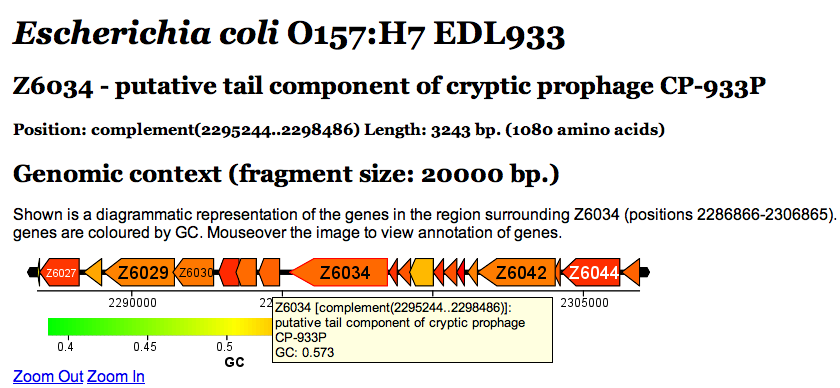 Escherichia coli O157:H7 EDL933
Z6034 - putative tail component of cryptic prophage CP-933P
Position: complement(2295244..2298486) Length: 3243 bp. (1080 amino acids)
Genomic context (fragment size: 20000 bp.)
Shown is a diagrammatic representation of the genes in the region surrounding Z6034 (positions 2286866-2306865).
genes are coloured by GC. Mouseover the image to view annotation of genes.
Z6027 Z6029 Z6030 Z6034 Z6042 Z6044
2290000 2305000
Z6034 [complement(2295244..2298486)]:
putative tail component of cryptic prophage
CP-933P
GC: 0.573
0.4 0.45 0.5
GC
Zoom Out Zoom In